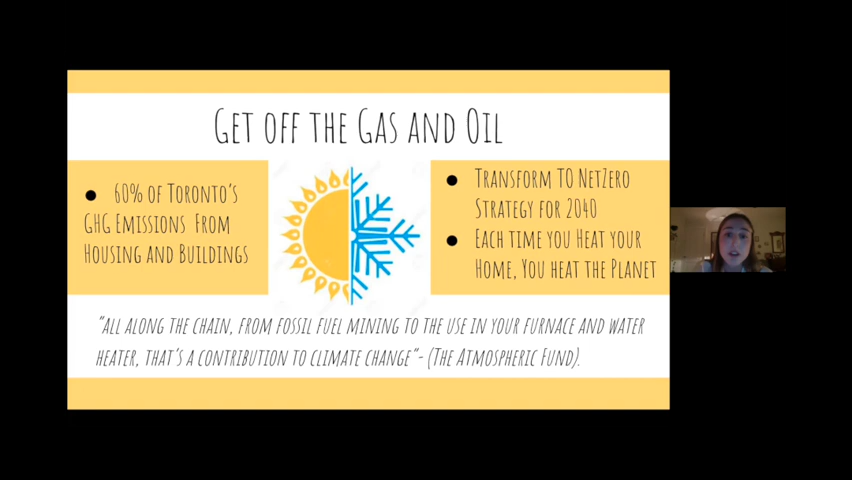 Get off the Gas and Oil
● 60% of Toronto's
GHG Emissions From
Housing and Buildings
● Transform TO NetZero
Strategy for 2040
● Each time you Heat your
Home, You heat the Planet
"All along the chain, from fossil fuel mining to the use in your furnace and water
heater, that's a contribution to climate change"- (The Atmospheric Fund).